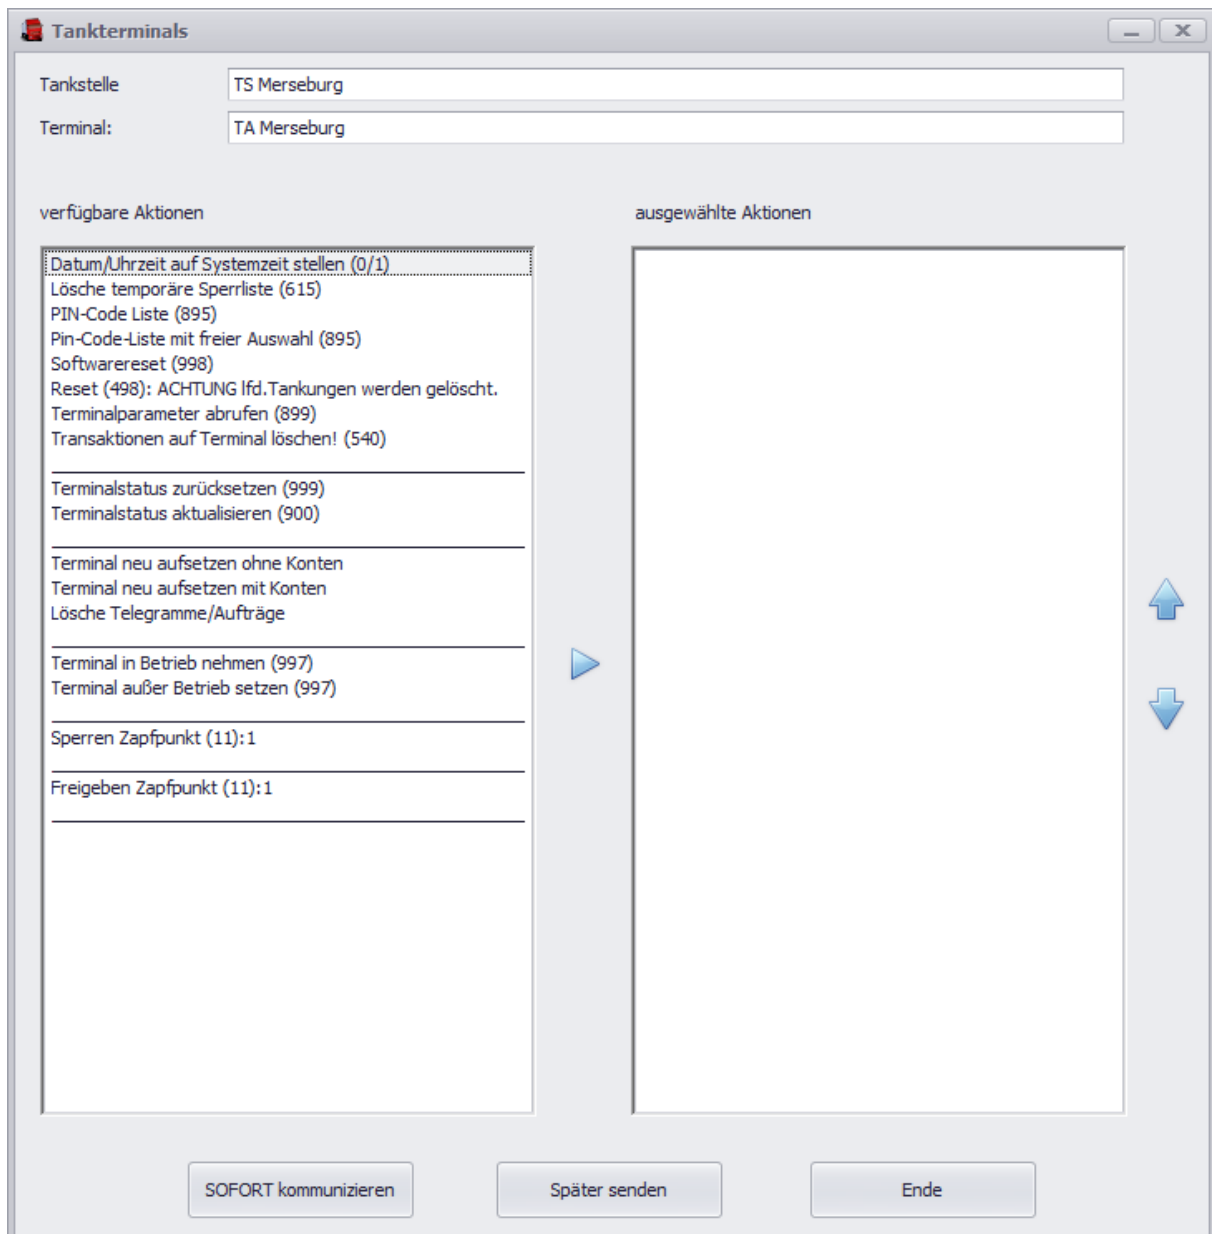 Tankterminals
Tankstelle TS Merseburg
Terminal: TA Merseburg
verfügbare Aktionen
ausgewählte Aktionen
Datum/Uhrzeit auf Systemzeit stellen (0/1)
Lösche temporäre Sperrliste (615)
PIN-Code Liste (895)
Pin-Code-Liste mit freier Auswahl (895)
Softwarereset (998)
Reset (498): ACHTUNG lfd.Tankungen werden gelöscht.
Terminalparameter abrufen (899)
Transaktionen auf Terminal löschen! (540)
Terminalstatus zurücksetzen (999)
Terminalstatus aktualisieren (900)
Terminal neu aufsetzen ohne Konten
Terminal neu aufsetzen mit Konten
Lösche Telegramme/Aufträge
Terminal in Betrieb nehmen (997)
Terminal außer Betrieb setzen (997)
Sperren Zapfpunkt (11):1
Freigeben Zapfpunkt (11):1
SOFORT kommunizieren
Später senden
Ende